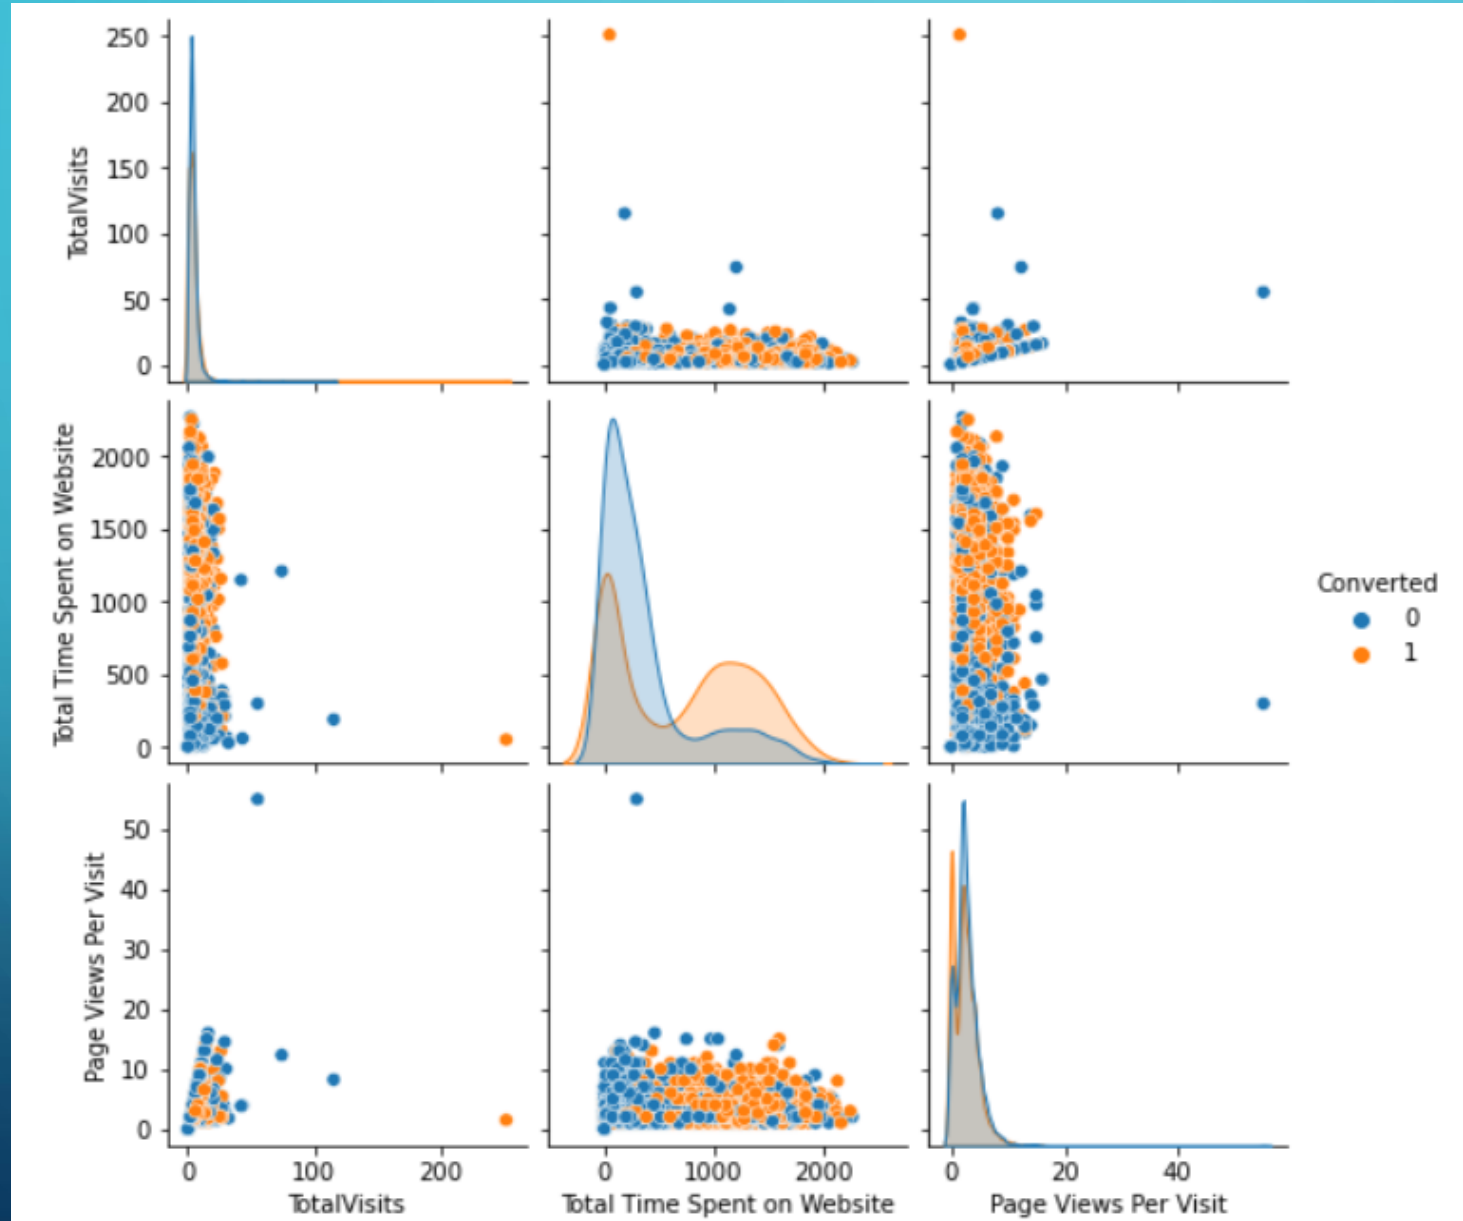 250
200
150
100
50
0
TotalVisits
2000
1500
1000
500
0
Total Time Spent on Website
Converted
0
1
50
40
30
20
10
0
Page Views Per Visit
0 100 200
0 1000 2000
0 20 40
TotalVisits
Total Time Spent on Website
Page Views Per Visit